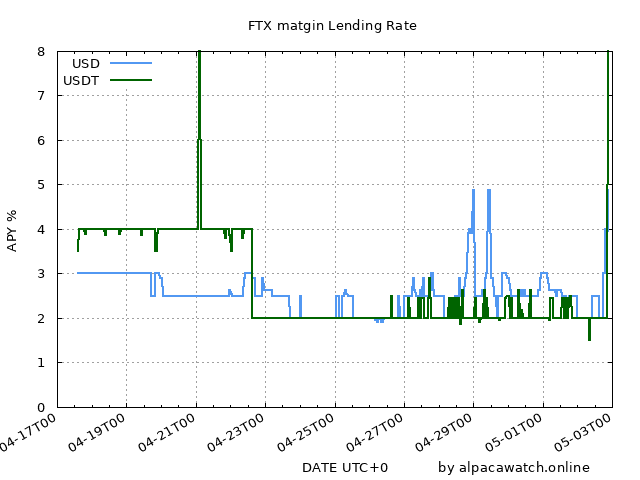 FTX matgin Lending Rate
USD
USDT
8
7
6
5
4
3
2
1
0
APY %
04-17T00
04-19T00
04-21T00
04-23T00
04-25T00
04-27T00
04-29T00
05-01T00
05-03T00
DATE UTC+0
by alpacawatch.online